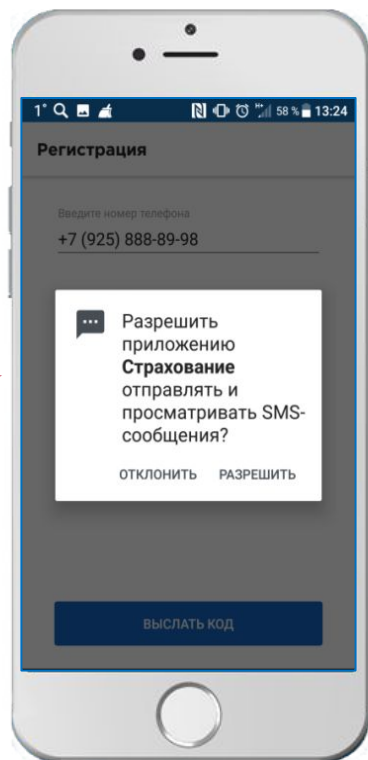 1° 58 % 13:24
Регистрация
Введите номер телефона
+7 (925) 888-89-98
Разрешить
приложению
Страхование
отправлять и
просматривать SMS-
сообщения?
ОТКЛОНИТЬ РАЗРЕШИТЬ
ВЫСЛАТЬ КОД